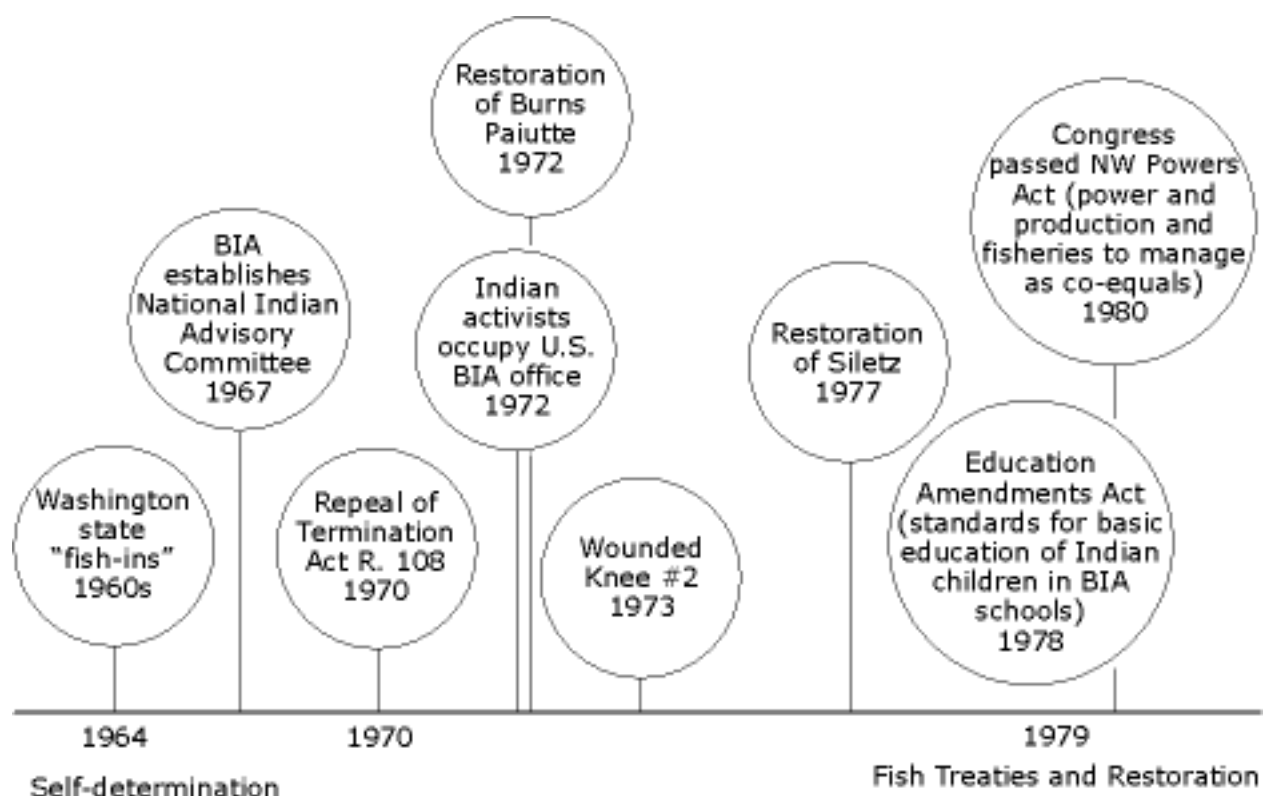 Restoration
of Burns
Paiutte
1972
Congress
passed NW Powers
Act (power and
production and
fisheries to manage
as co-equals)
1980
BIA
establishes
National Indian
Advisory
Committee
1967
Indian
activists
occupy U.S.
BIA office
1972
Restoration
of Siletz
1977
Washington
state
“fish-ins”
1960s
Repeal of
Termination
Act R. 108
1970
Wounded
Knee #2
1973
Education
Amendments Act
(standards for basic
education of Indian
children in BIA
schools)
1978
1964
1970
1979
Self-determination
Fish Treaties and Restoration